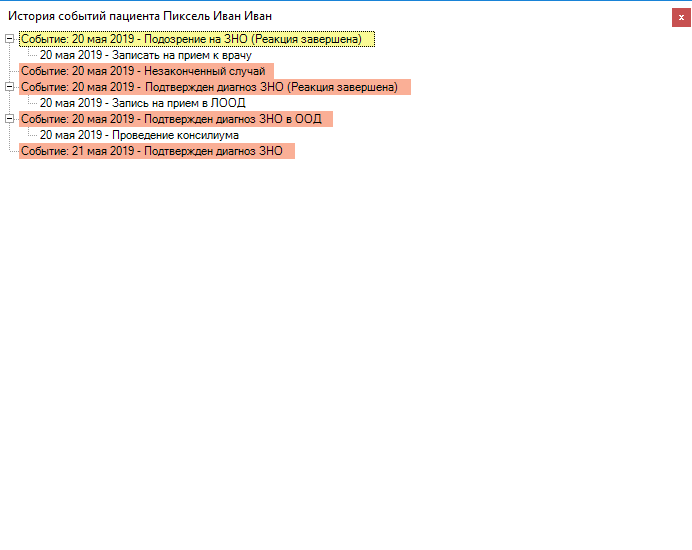 История событий пациента Пиксель Иван Иван
x
Событие: 20 мая 2019 - Подозрение на ЗНО (Реакция завершена)
20 мая 2019 - Записать на прием к врачу
Событие: 20 мая 2019 - Незаконченный случай
Событие: 20 мая 2019 - Подтвержден диагноз ЗНО (Реакция завершена)
20 мая 2019 - Запись на прием в ЛООД
Событие: 20 мая 2019 - Подтвержден диагноз ЗНО в ООД
20 мая 2019 - Проведение консилиума
Событие: 21 мая 2019 - Подтвержден диагноз ЗНО